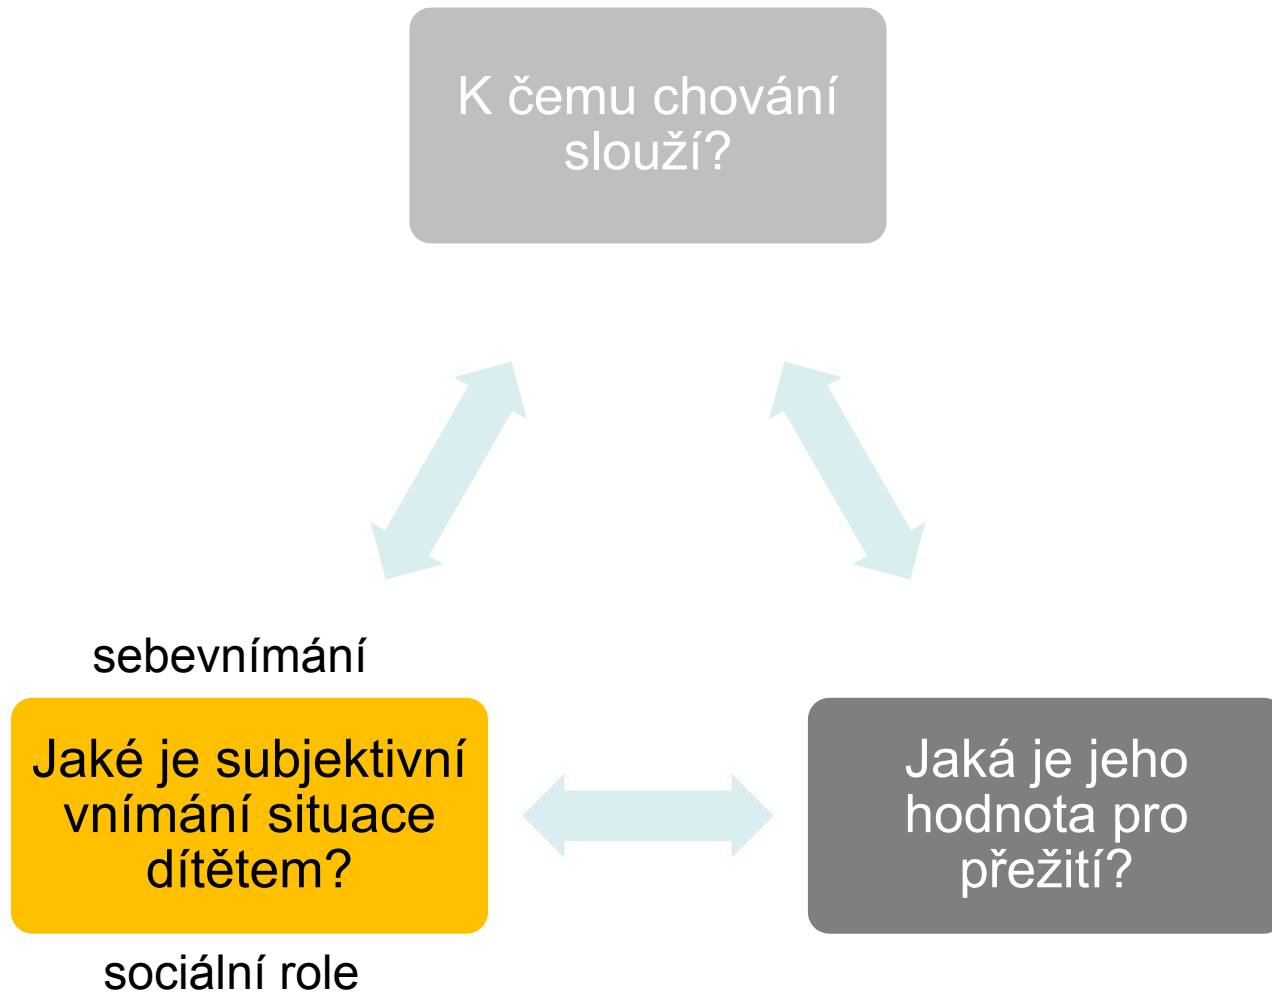 K čemu chování
slouží?
sebevnímání
Jaké je subjektivní
vnímání situace
dítětem?
Jaká je jeho
hodnota pro
přežití?
sociální role